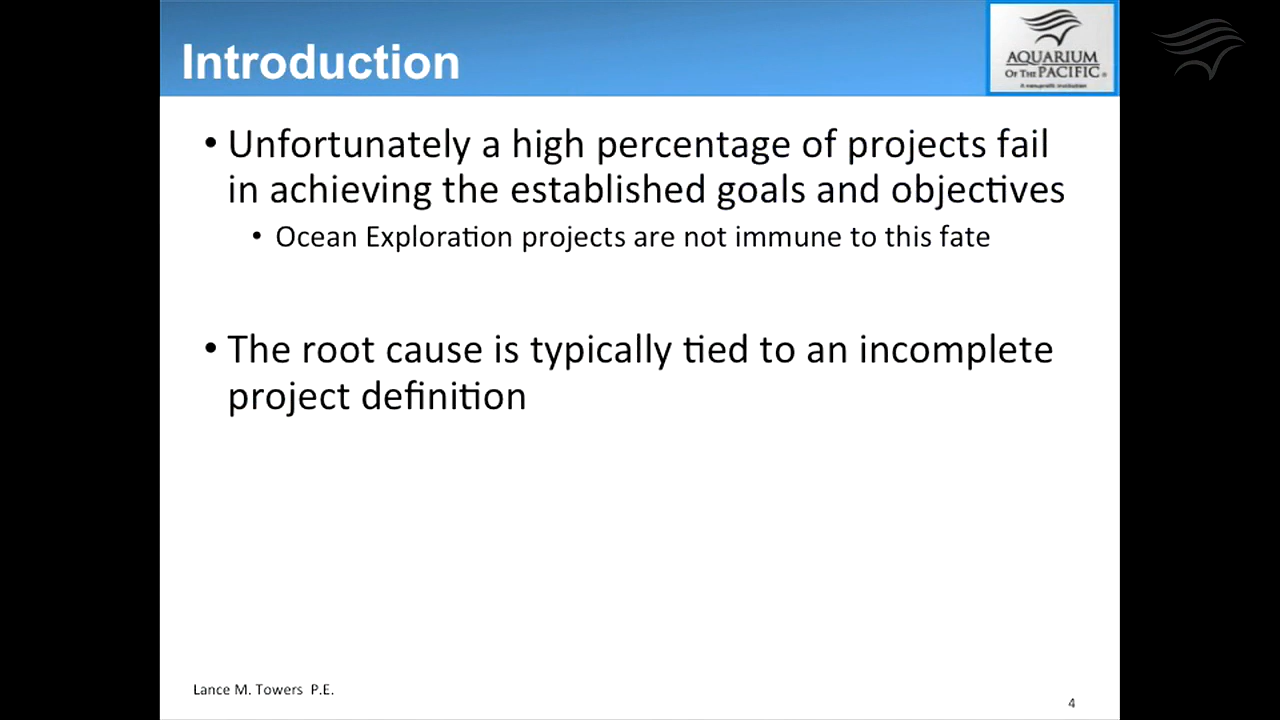 Introduction
AQUARIUM
OF THE PACIFIC®
A nonprofit institution
• Unfortunately a high percentage of projects fail
in achieving the established goals and objectives
• Ocean Exploration projects are not immune to this fate
• The root cause is typically tied to an incomplete
project definition
Lance M. Towers P.E.
4